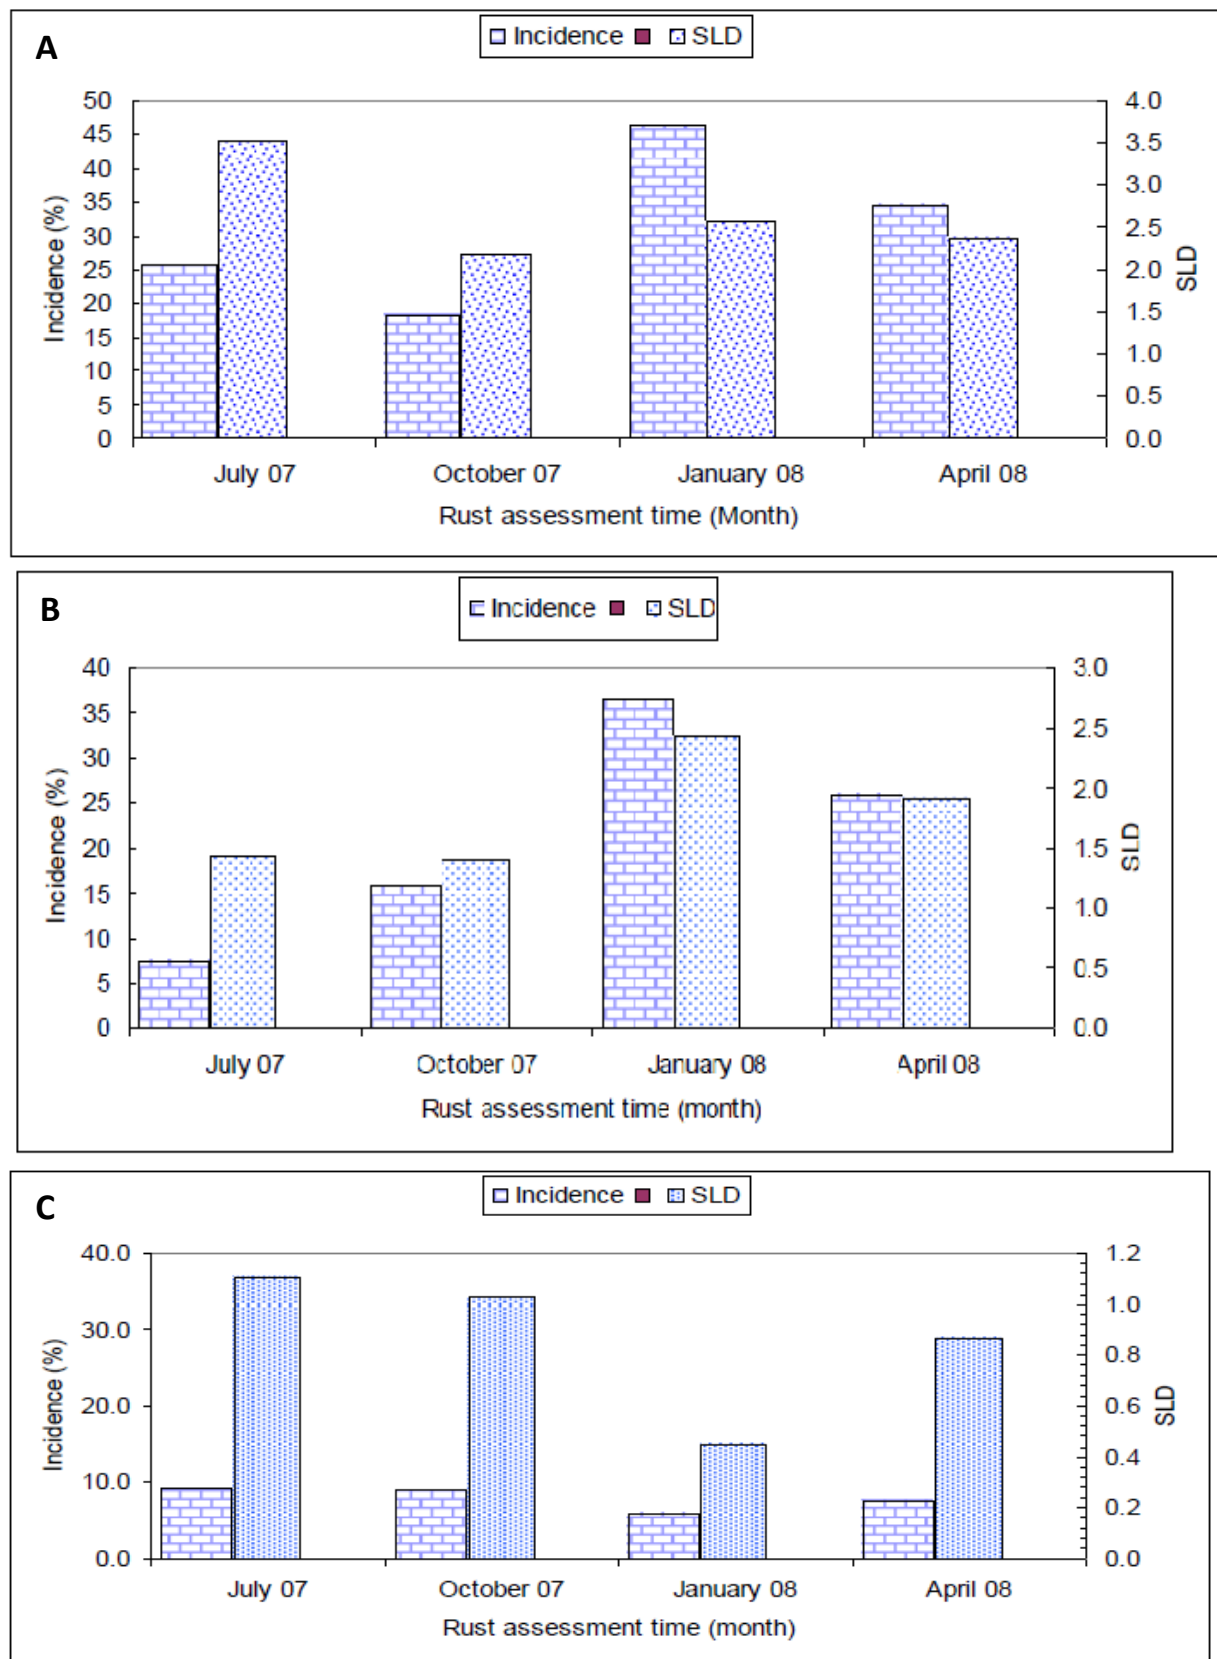 A
Incidence SLD
50 4.0
45 3.5
40 3.0
35 2.5
30 2.0
25 1.5
20 1.0
15 0.5
10 0.0
5
0
Incidence (%)
SLD
July 07 October 07 January 08 April 08
Rust assessment time (Month)
B
Incidence SLD
40 3.0
35 2.5
30 2.0
25 1.5
20 1.0
15 0.5
10 0.0
5
0
Incidence (%)
SLD
July 07 October 07 January 08 April 08
Rust assessment time (month)
C
Incidence SLD
40.0 1.2
30.0 1.0
20.0 0.8
10.0 0.6
0.0 0.4
0.2
0.0
Incidence (%)
SLD
July 07 October 07 January 08 April 08
Rust assessment time (month)